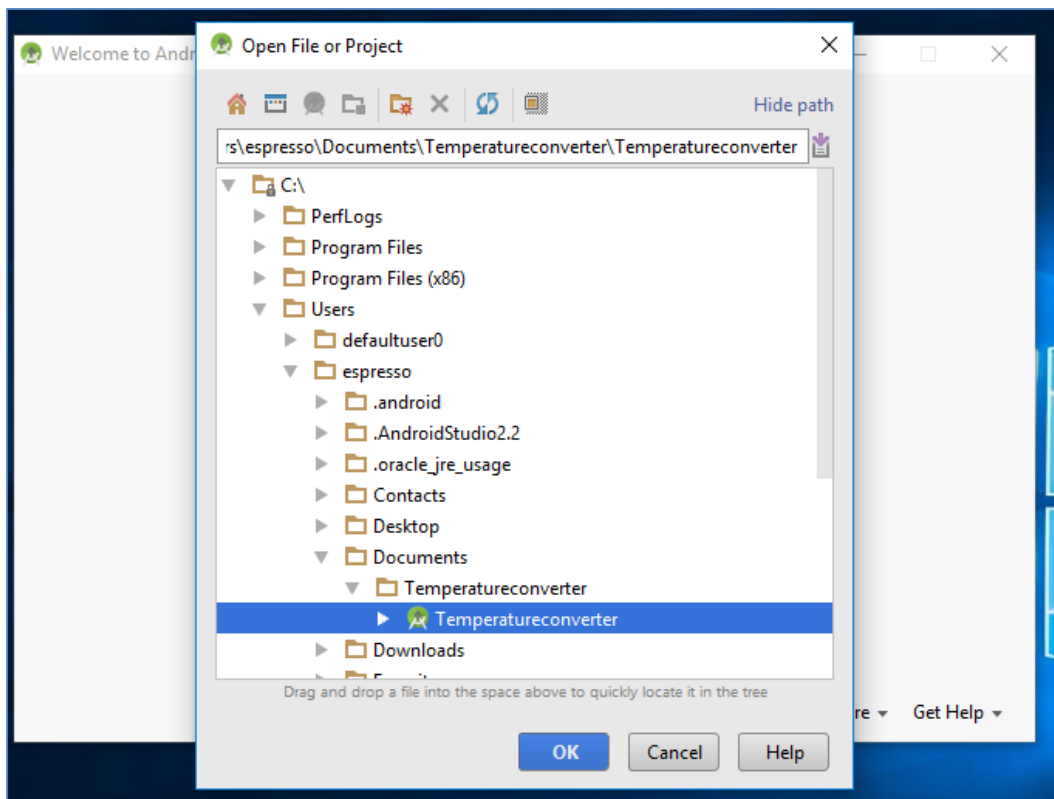 Welcome to Andr
Open File or Project
Hide path
rs\espresso\Documents\Temperatureconverter\Temperatureconverter
C:\
PerfLogs
Program Files
Program Files (x86)
Users
defaultuser0
espresso
.android
.AndroidStudio2.2
.oracle_jre_usage
Contacts
Desktop
Documents
Temperatureconverter
Temperatureconverter
Downloads
Drag and drop a file into the space above to quickly locate it in the tree
re Get Help
OK Cancel Help